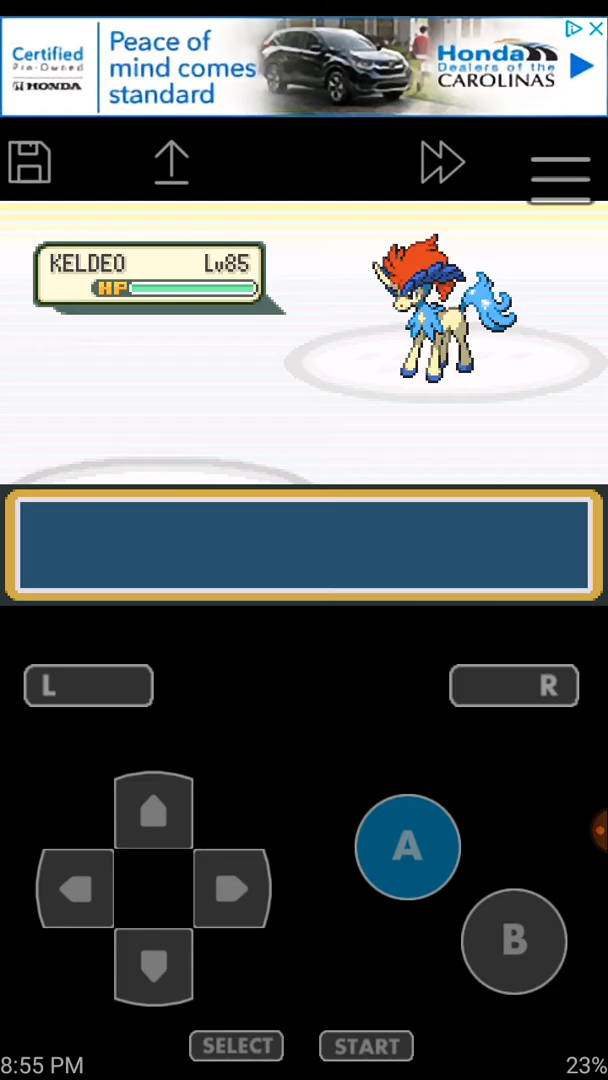 Certified
Pre-Owned
HONDA
Peace of
mind comes
standard
Honda
Dealers of the
CAROLINAS
KELDEO Lv85
HP
L
R
A
B
SELECT
START
8:55 PM
23%